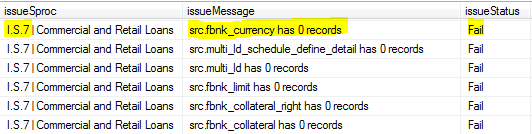 issueSproc issueMessage issueStatus
I.S.7 | Commercial and Retail Loans src.fbnk_currency has 0 records Fail
I.S.7 | Commercial and Retail Loans src.multi_ld_schedule_define_detail has 0 records Fail
I.S.7 | Commercial and Retail Loans src.multi_ld has 0 records Fail
I.S.7 | Commercial and Retail Loans src.fbnk_limit has 0 records Fail
I.S.7 | Commercial and Retail Loans src.fbnk_collateral_right has 0 records Fail
I.S.7 | Commercial and Retail Loans src.fbnk_collateral has 0 records Fail